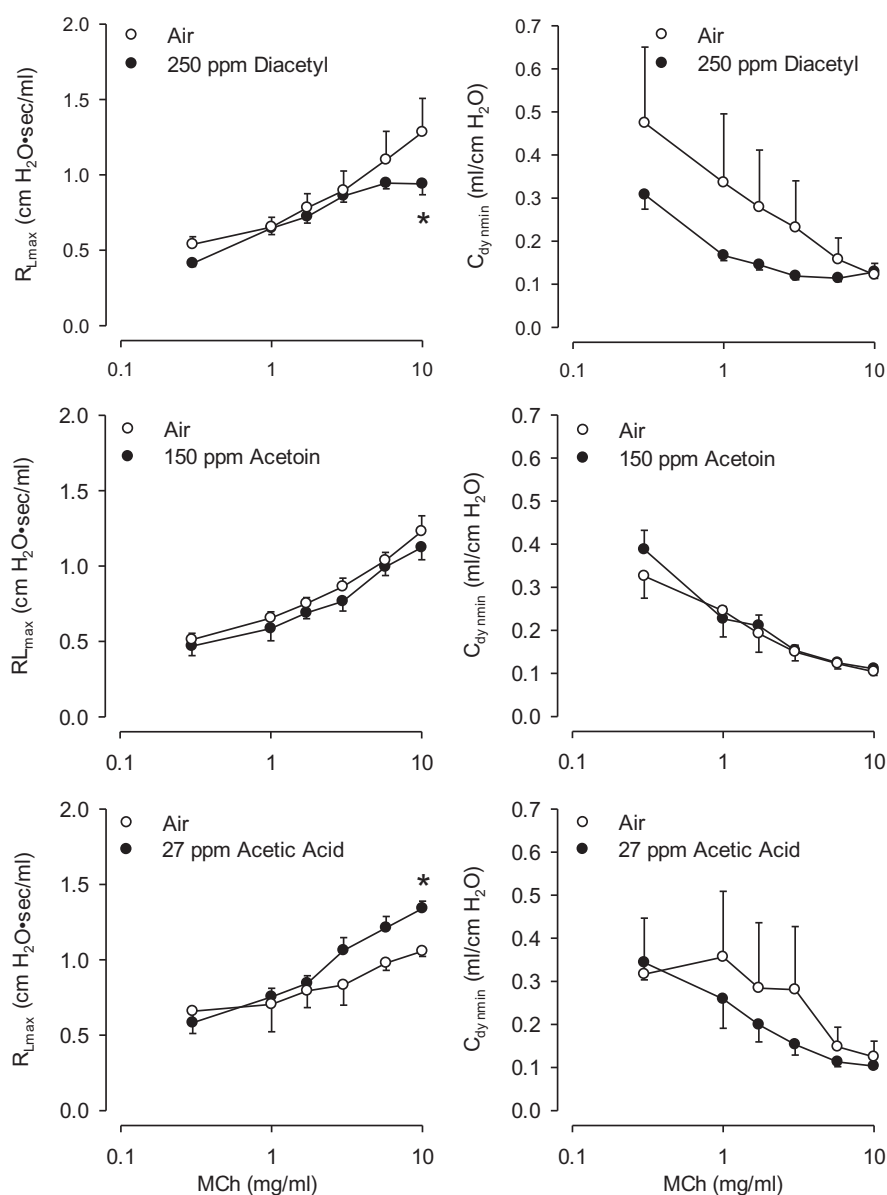 2.0
1.5
1.0
0.5
0.0
R_Lmax (cm H₂O•sec/ml)
Air
250 ppm Diacetyl
*
0.1 1 10
0.7
0.6
0.5
0.4
0.3
0.2
0.1
0.0
C_dynmin (ml/cm H₂O)
Air
250 ppm Diacetyl
0.1 1 10
2.0
1.5
1.0
0.5
0.0
RL_max (cm H₂O•sec/ml)
Air
150 ppm Acetoin
0.1 1 10
0.7
0.6
0.5
0.4
0.3
0.2
0.1
0.0
C_dynmin (ml/cm H₂O)
Air
150 ppm Acetoin
0.1 1 10
2.0
1.5
1.0
0.5
0.0
R_Lmax (cm H₂O•sec/ml)
Air
27 ppm Acetic Acid
*
0.1 1 10
MCh (mg/ml)
0.7
0.6
0.5
0.4
0.3
0.2
0.1
0.0
C_dynmin (ml/cm H₂O)
Air
27 ppm Acetic Acid
0.1 1 10
MCh (mg/ml)